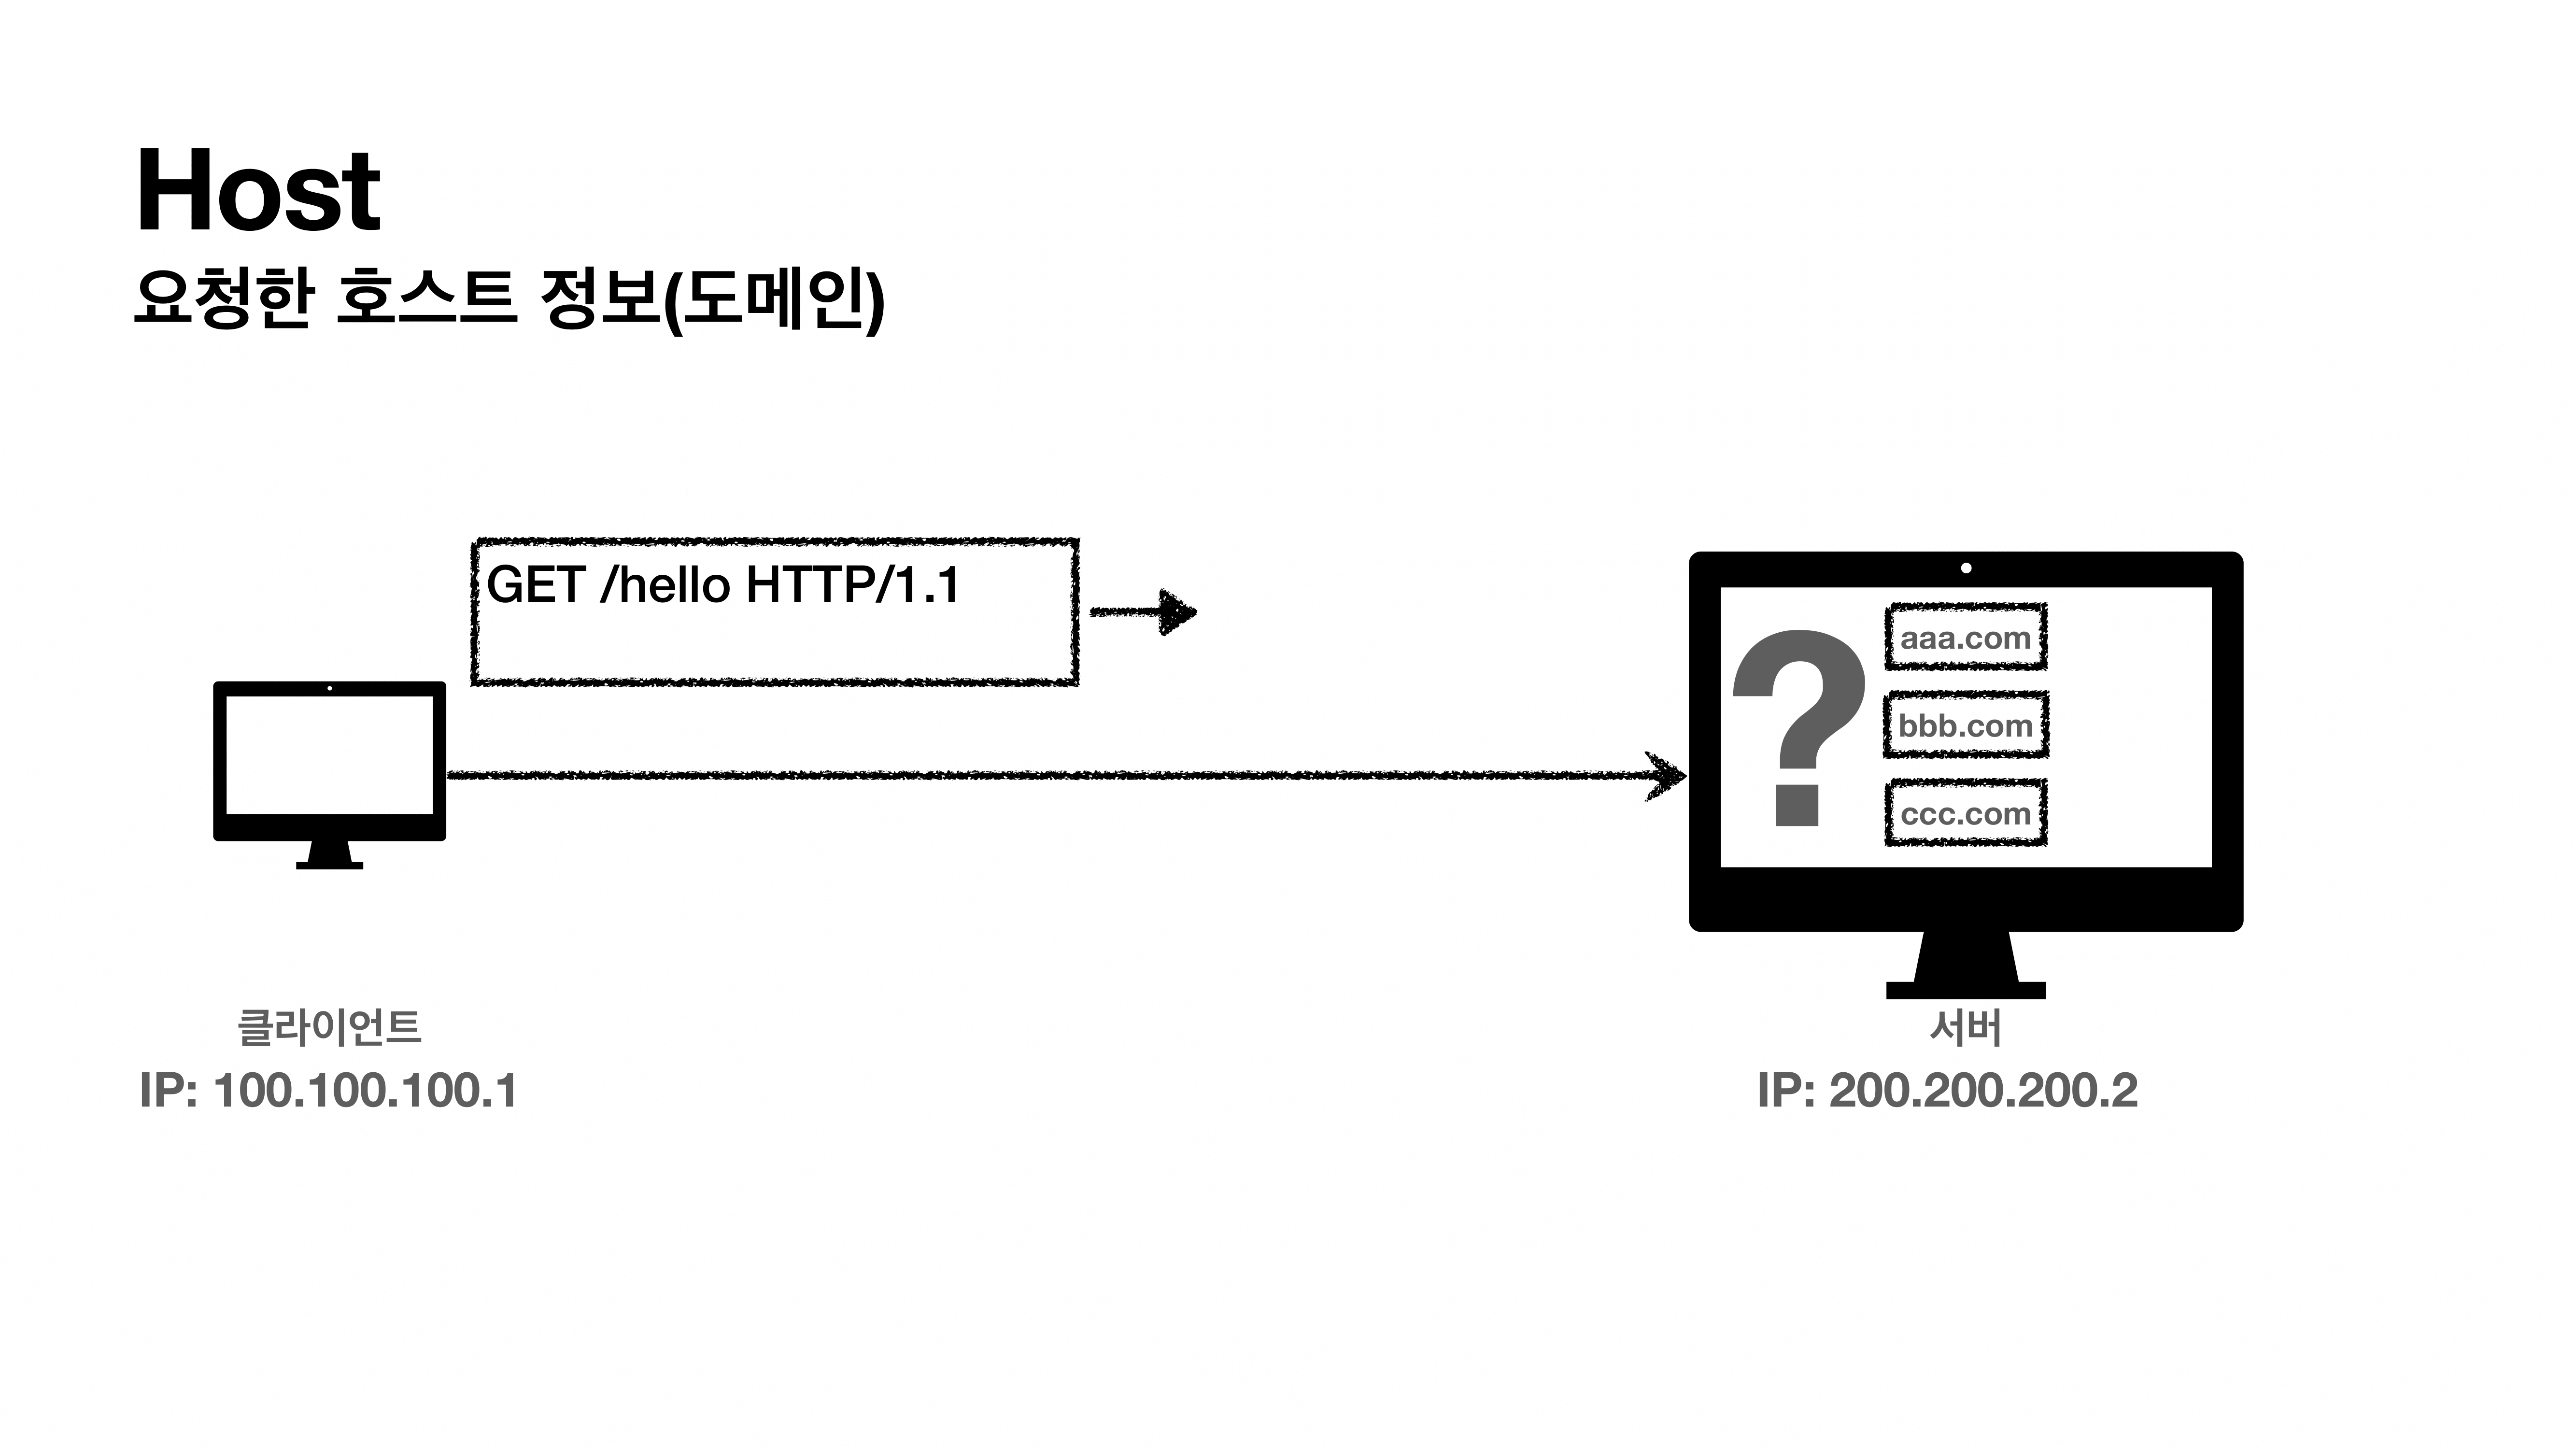 Host
요청한 호스트 정보(도메인)
GET /hello HTTP/1.1
?
aaa.com
bbb.com
ccc.com
클라이언트
IP: 100.100.100.1
서버
IP: 200.200.200.2